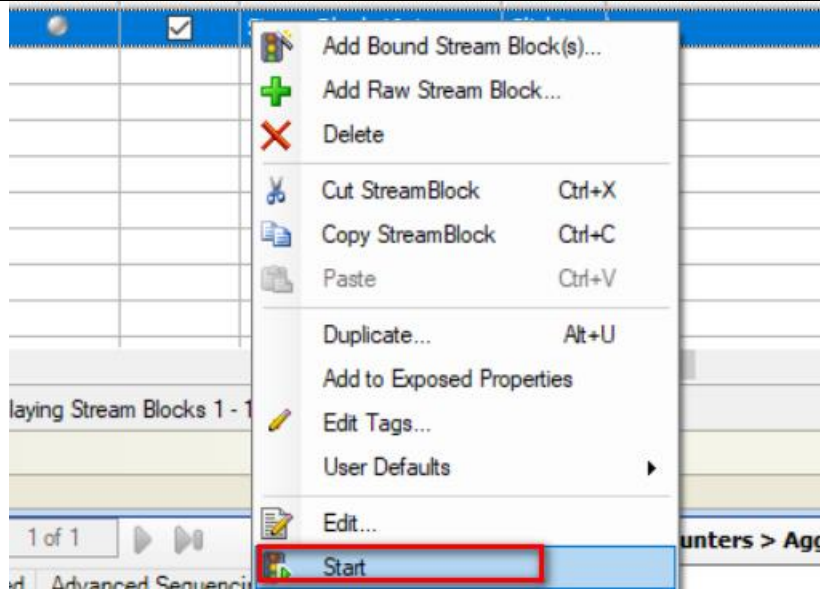 Add Bound Stream Block(s)...
Add Raw Stream Block...
Delete
Cut StreamBlock Ctrl+X
Copy StreamBlock Ctrl+C
Paste Ctrl+V
Duplicate... Alt+U
Add to Exposed Properties
laying Stream Blocks 1 - 1
Edit Tags...
User Defaults
Edit...
1 of 1
unters > Agg
Start
ed Advanced Sequenci